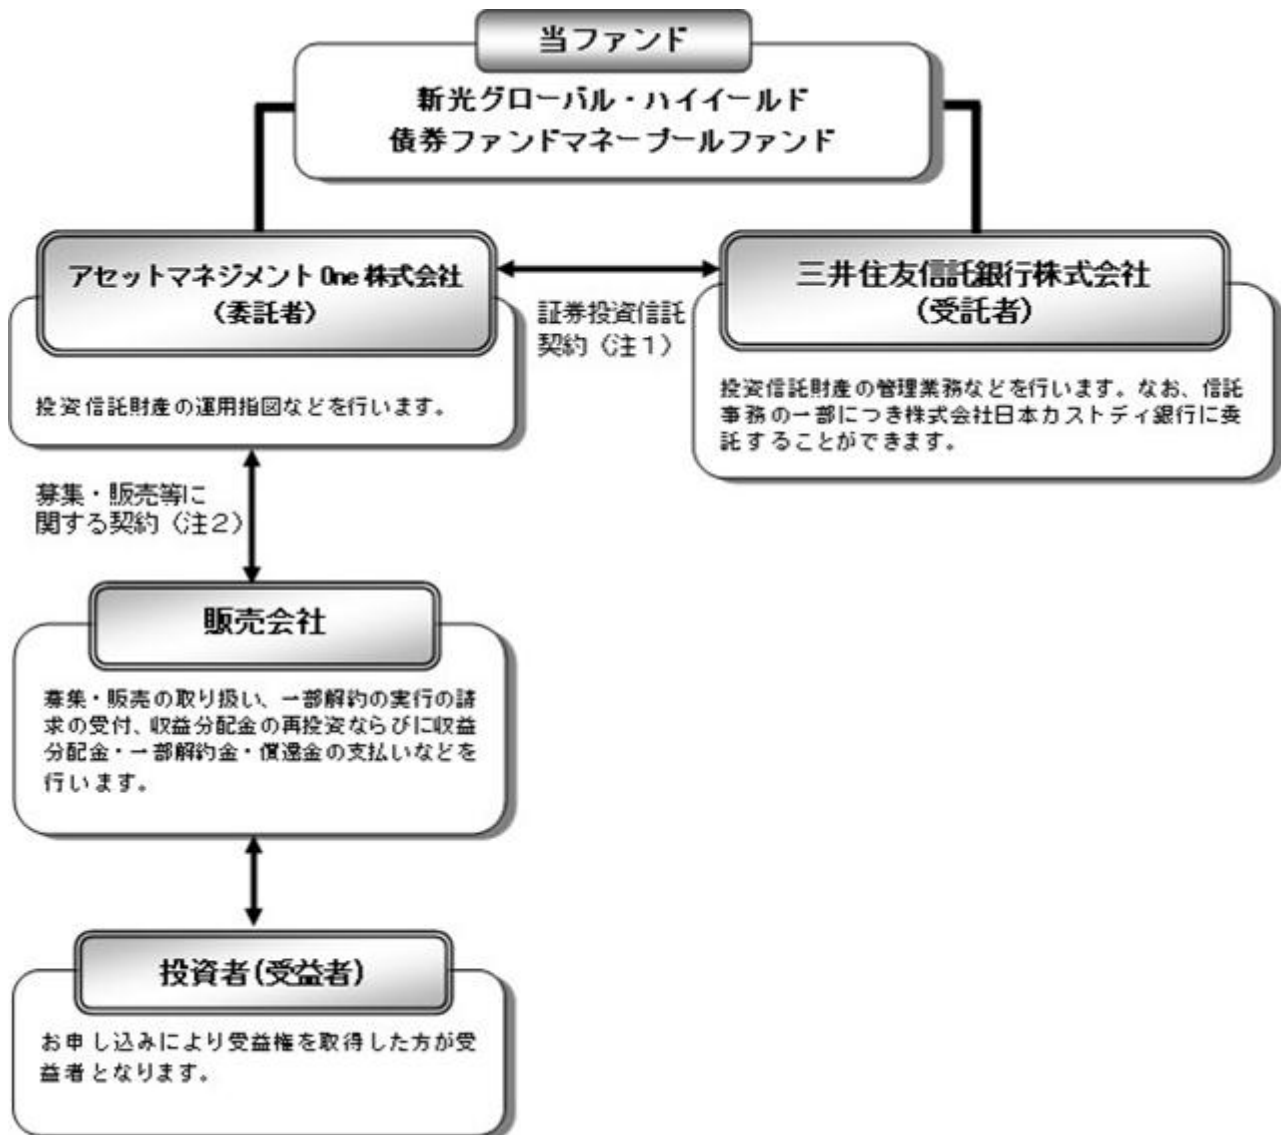 当ファンド
新光グローバル・ハイイールド
債券ファンドマネープールファンド
アセットマネジメントOne株式会社
（委託者）
投資信託財産の運用指図などを行います。
証券投資信託
契約（注１）
三井住友信託銀行株式会社
（受託者）
投資信託財産の管理業務などを行います。なお、信託
事務の一部につき株式会社日本カストディ銀行に委
託することができます。
募集・販売等に
関する契約（注２）
販売会社
募集・販売の取り扱い、一部解約の実行の請
求の受付、収益分配金の再投資ならびに収益
分配金・一部解約金・償還金の支払いなどを
行います。
投資者（受益者）
お申し込みにより受益権を取得した方が受
益者となります。